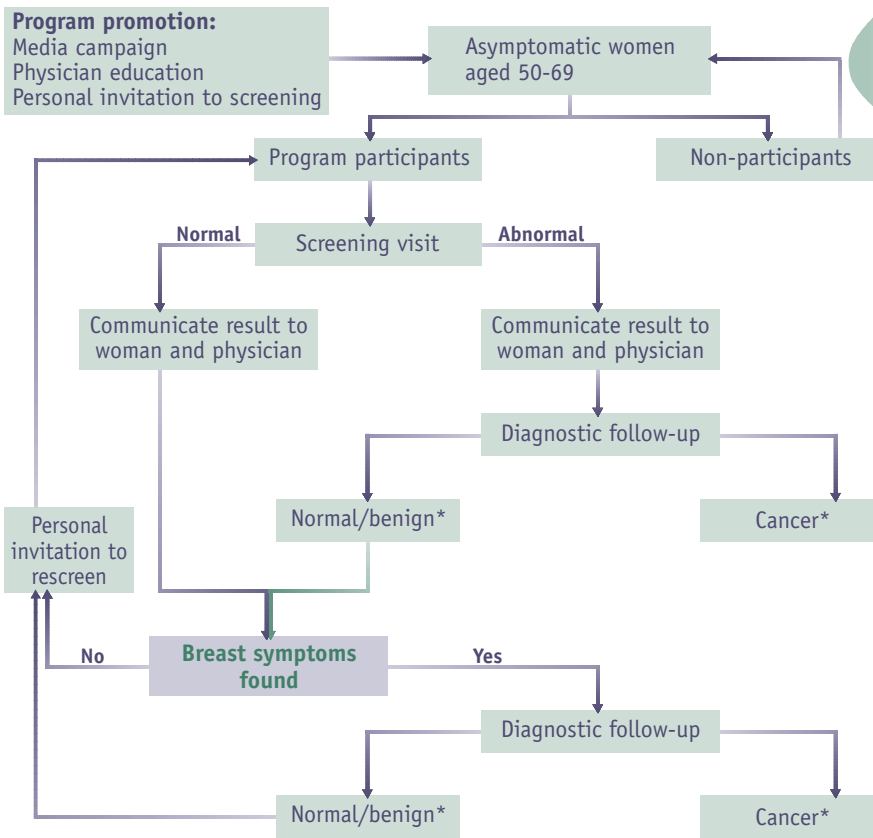 Program promotion:
Media campaign
Physician education
Personal invitation to screening
Asymptomatic women
aged 50-69
Program participants
Non-participants
Normal
Screening visit
Abnormal
Communicate result to
woman and physician
Communicate result to
woman and physician
Diagnostic follow-up
Normal/benign*
Cancer*
Personal
invitation to
rescreen
No
Breast symptoms
found
Yes
Diagnostic follow-up
Normal/benign*
Cancer*